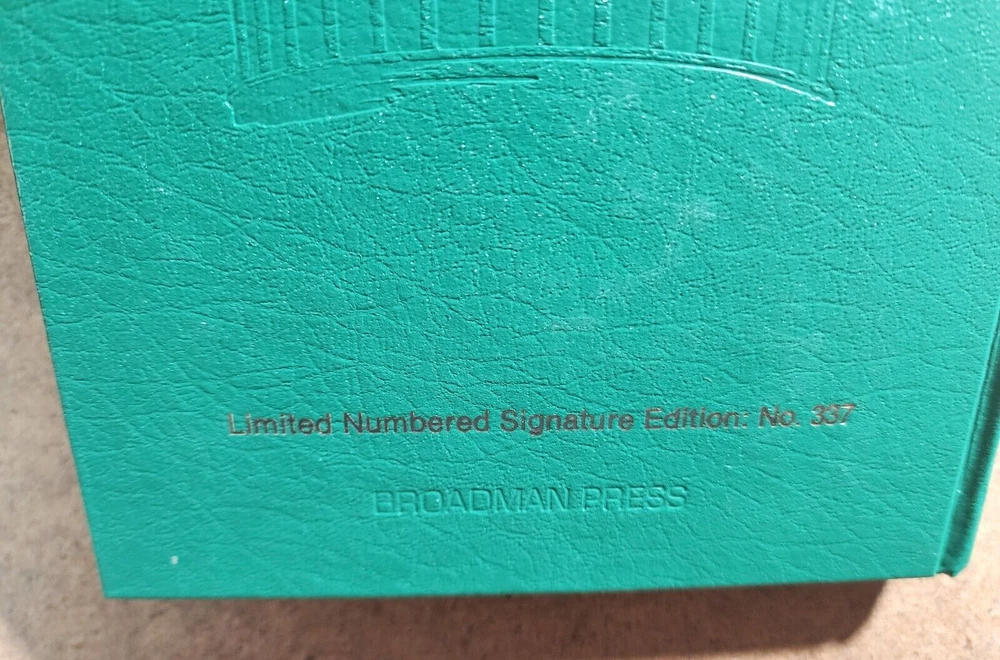 Limited Numbered Signature Edition: No. 337
BROADMAN PRESS